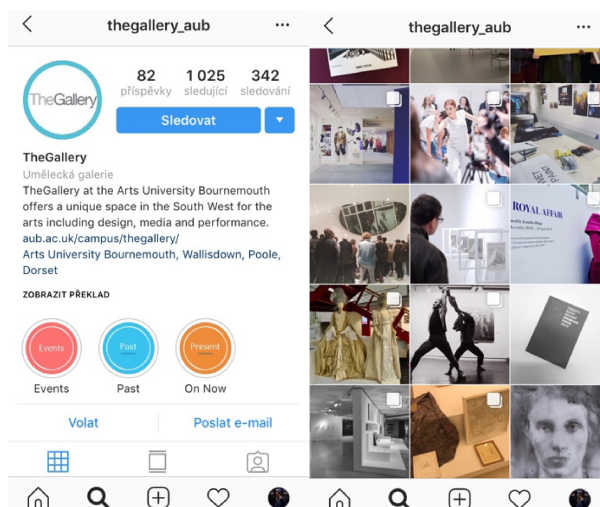 thegallery_aub
TheGallery
82 1 025 342
příspěvky sledující sledování
Sledovat
TheGallery
Umělecká galerie
TheGallery at the Arts University Bournemouth
offers a unique space in the South West for the
arts including design, media and performance.
aub.ac.uk/campus/thegallery/
Arts University Bournemouth, Wallisdown, Poole,
Dorset
ZOBRAZIT PŘEKLAD
Events Past Present
Events Past On Now
Volat Poslat e-mail
thegallery_aub
PAINT
ROYAL AFFAIR